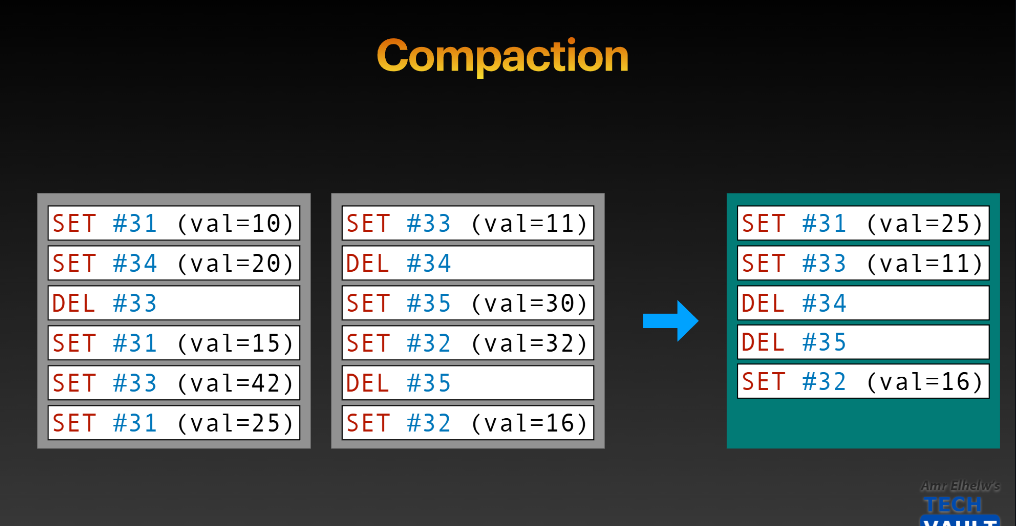 Compaction
SET #31 (val=10)
SET #34 (val=20)
DEL #33
SET #31 (val=15)
SET #33 (val=42)
SET #31 (val=25)
SET #33 (val=11)
DEL #34
SET #35 (val=30)
SET #32 (val=32)
DEL #35
SET #32 (val=16)
SET #31 (val=25)
SET #33 (val=11)
DEL #34
DEL #35
SET #32 (val=16)
Amr Elhelw's
TECH
VAULT